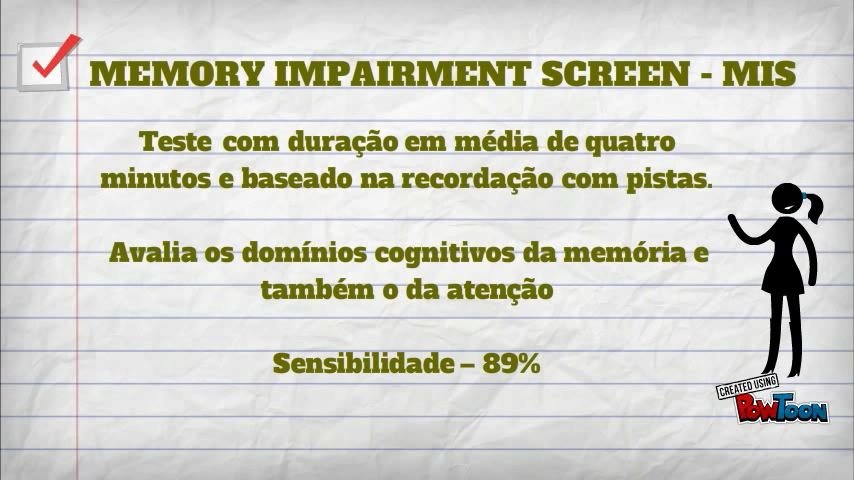 MEMORY IMPAIRMENT SCREEN - MIS
Teste com duração em média de quatro
minutos e baseado na recordação com pistas.
Avalia os domínios cognitivos da memória e
também o da atenção
Sensibilidade – 89%
CREATED USING
POWTOON